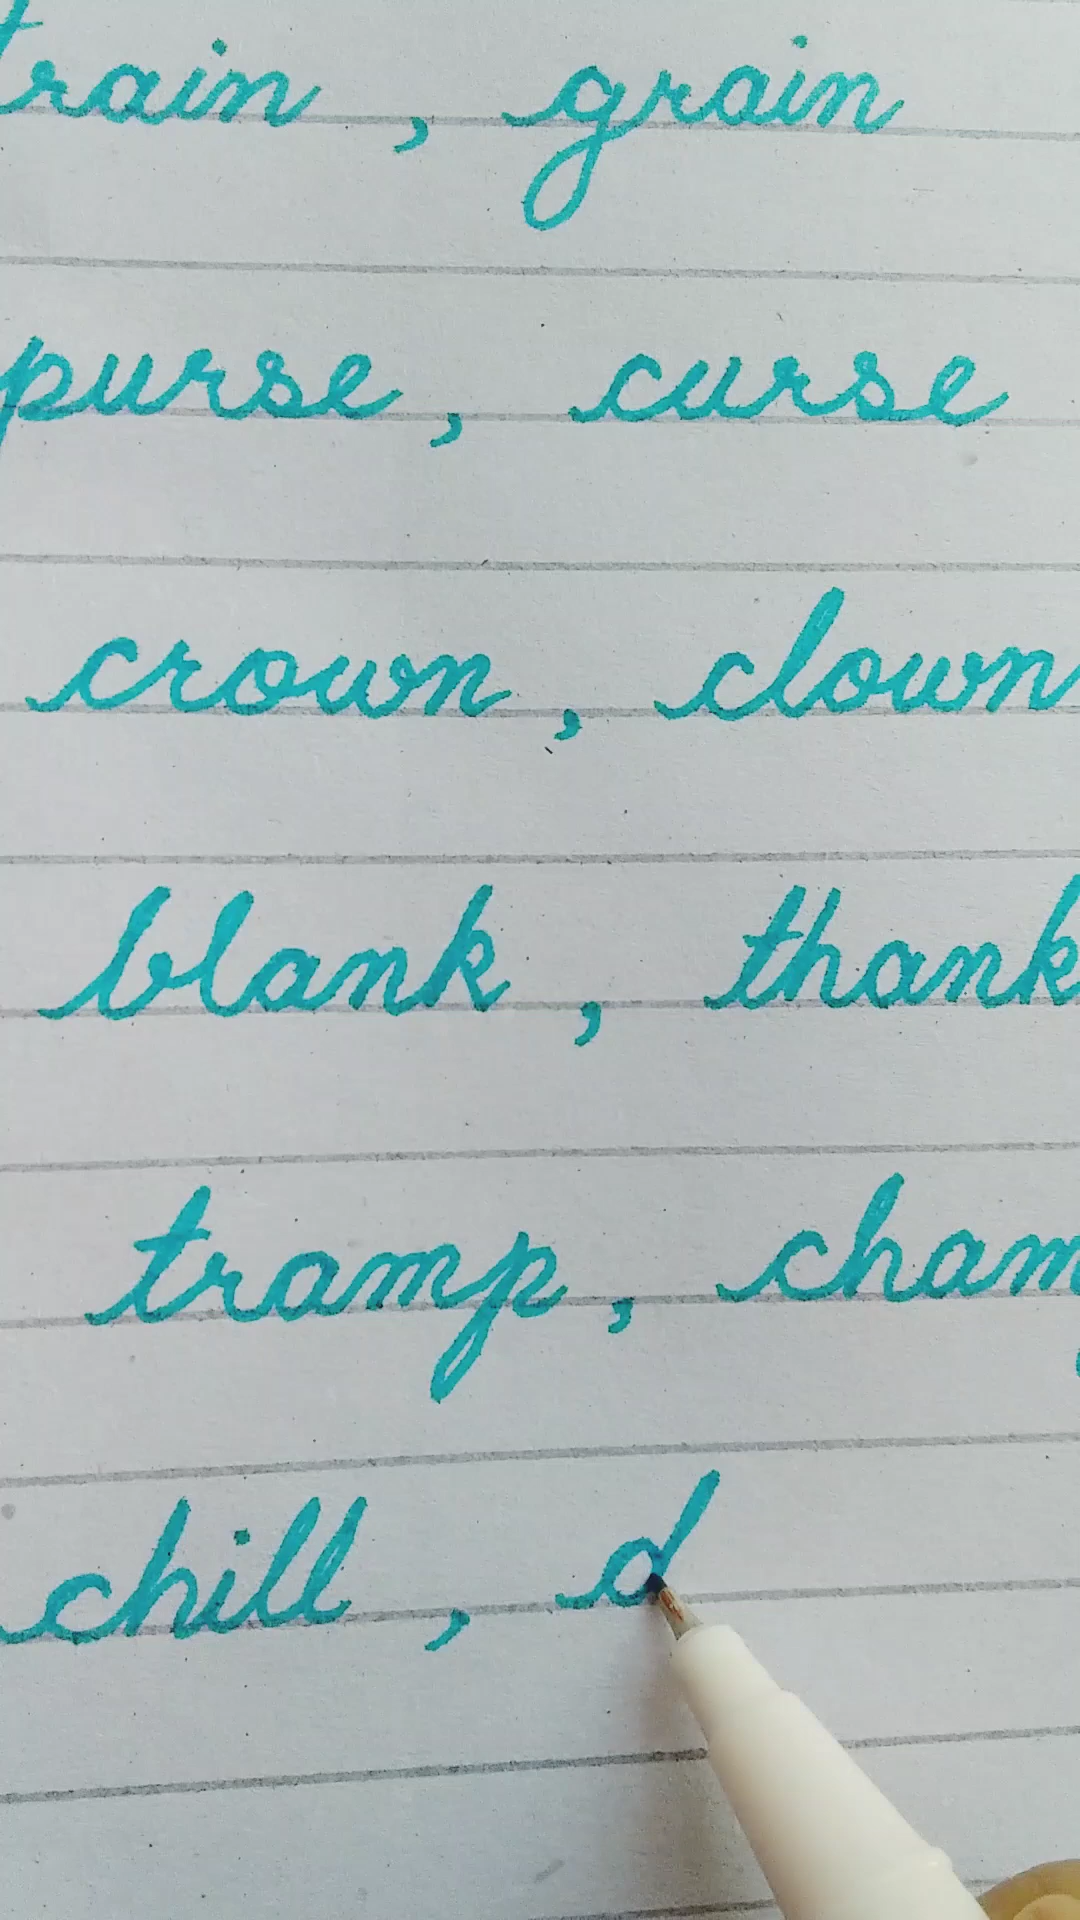 train, grain
purse, curse
crown, clown
blank, thank
tramp, cham
chill, d